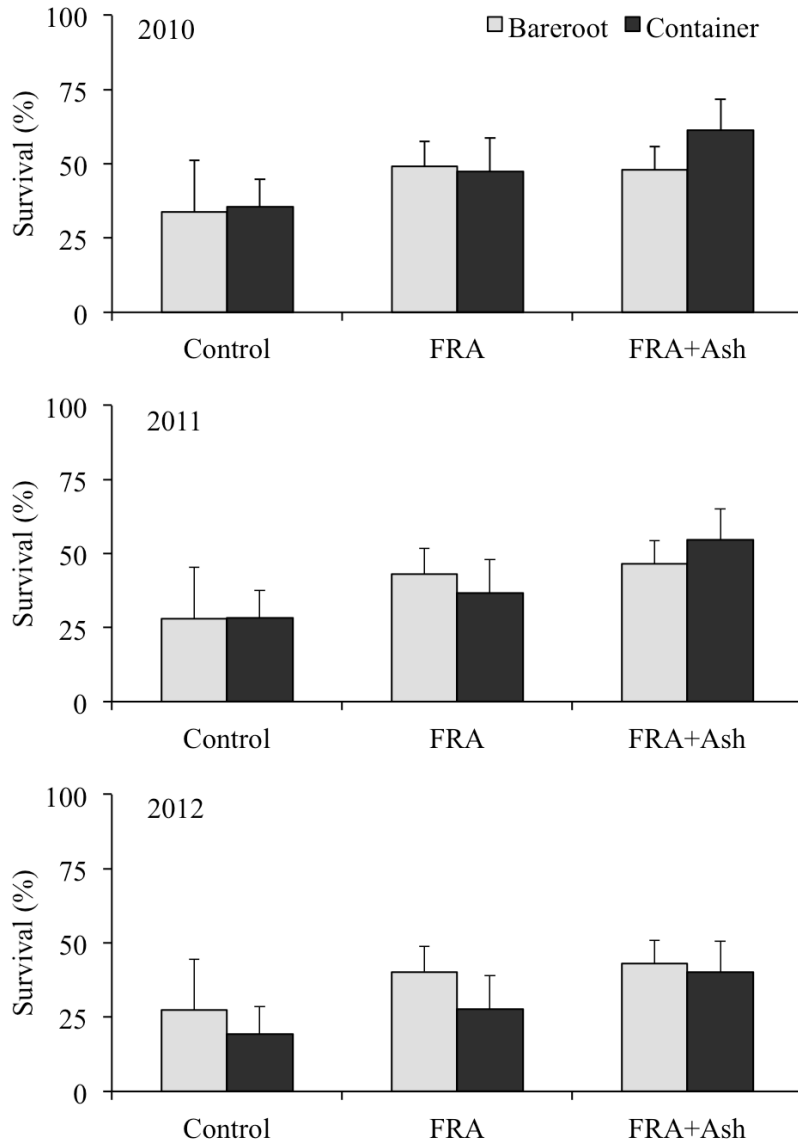 100
2010
Bareroot Container
75
50
25
0
Survival (%)
Control FRA FRA+Ash
100
2011
75
50
25
0
Survival (%)
Control FRA FRA+Ash
100
2012
75
50
25
0
Survival (%)
Control FRA FRA+Ash